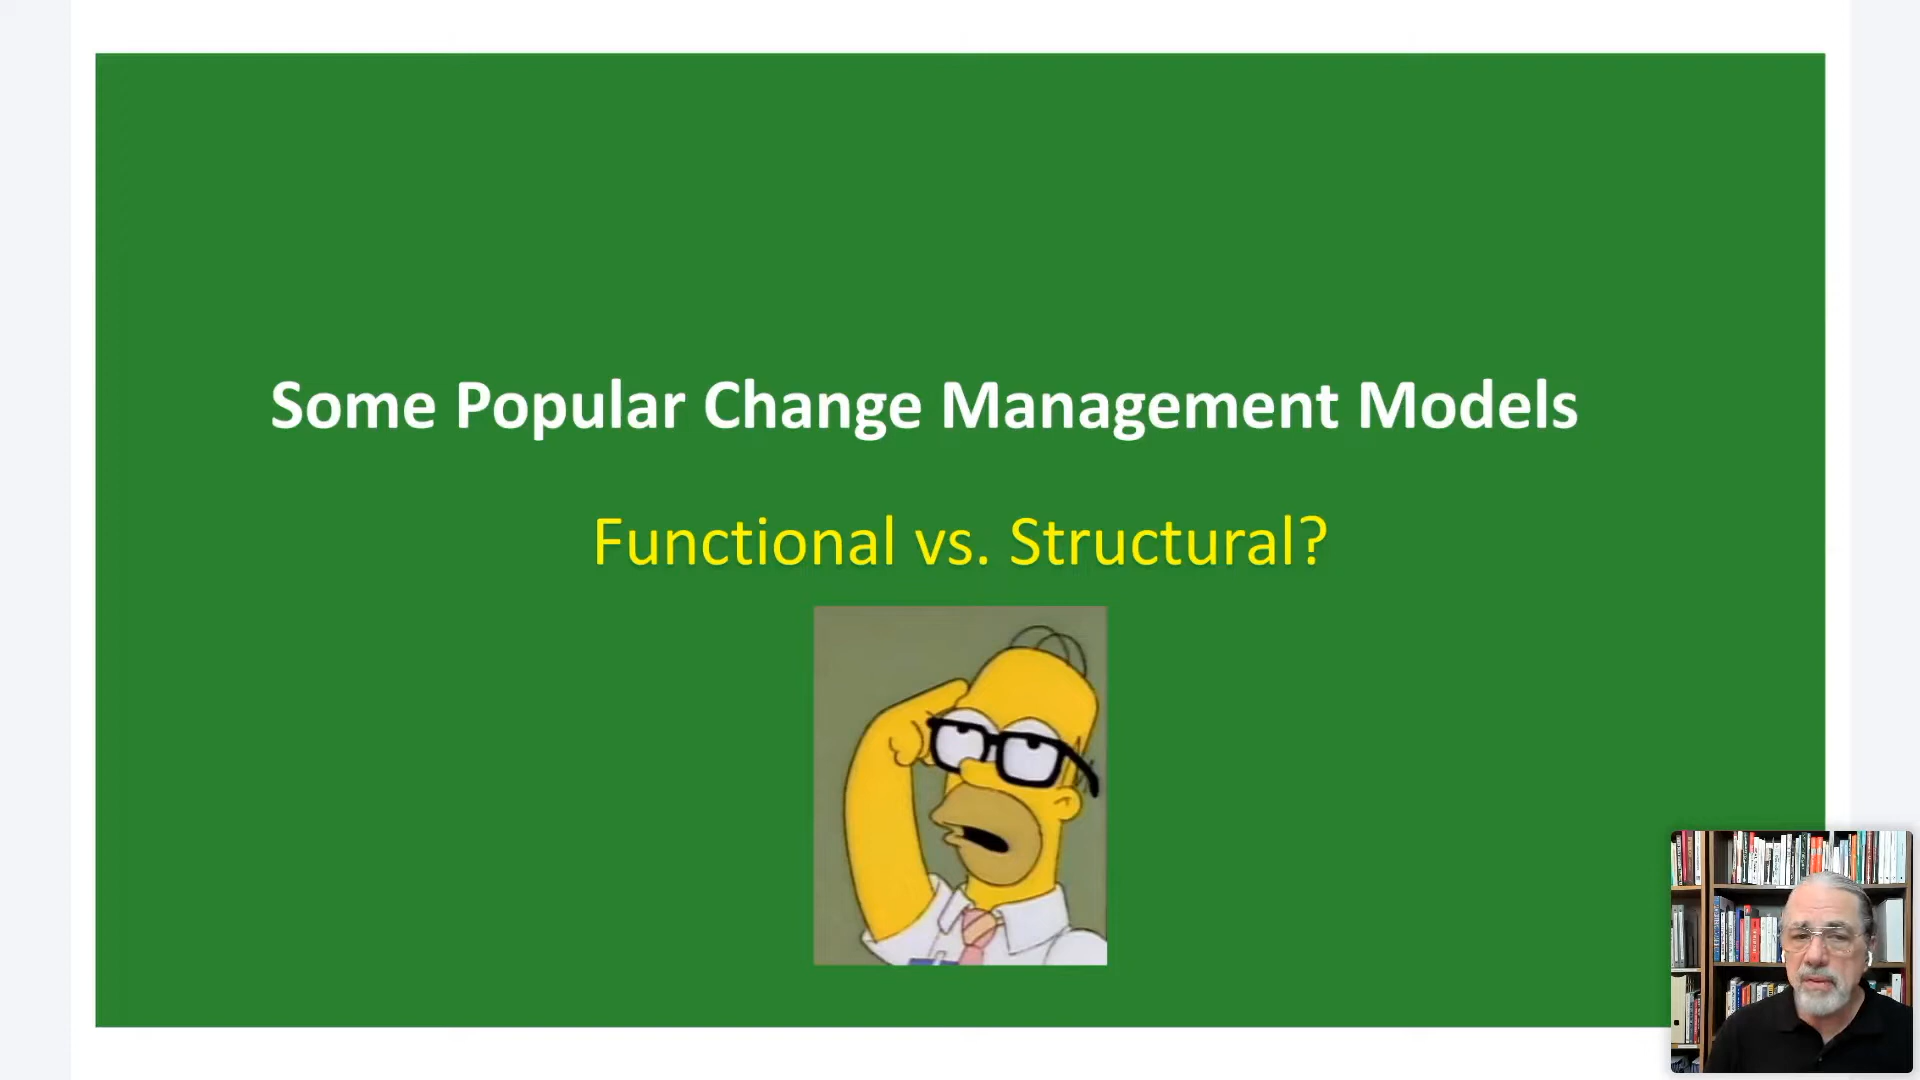 Some Popular Change Management Models
Functional vs. Structural?